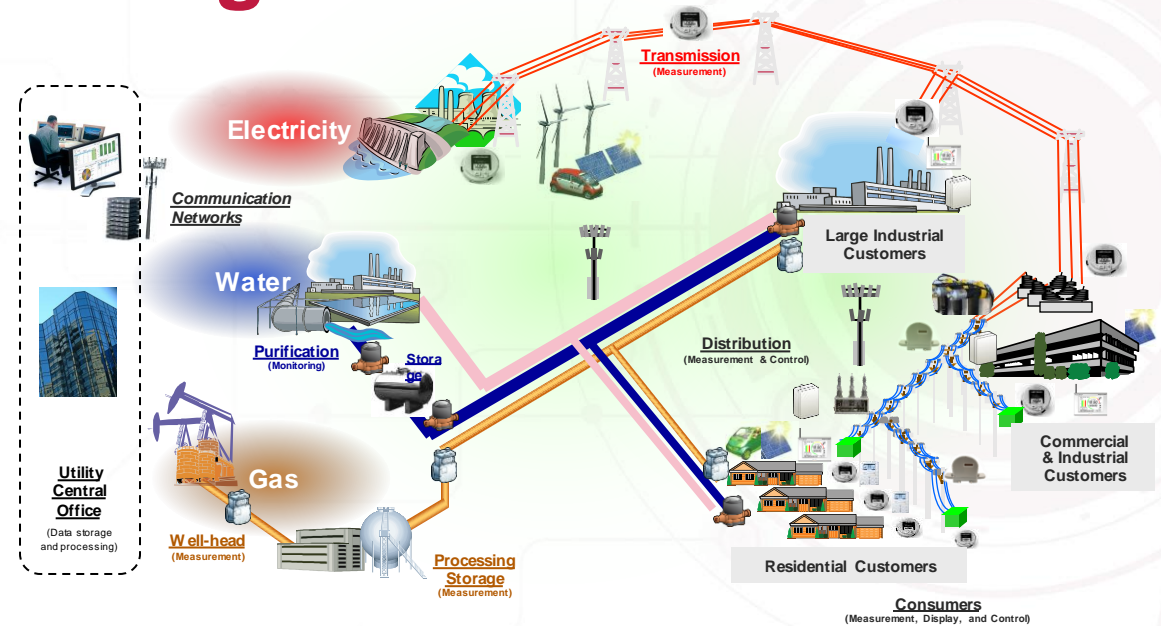 Transmission
(Measurement)
Electricity
Communication
Networks
Large Industrial
Customers
Water
Purification
(Monitoring)
Stora
ge
Distribution
(Measurement & Control)
Commercial
& Industrial
Customers
Gas
Utility
Central
Office
(Data storage
and processing)
Well-head
(Measurement)
Processing
Storage
(Measurement)
Residential Customers
Consumers
(Measurement, Display, and Control)